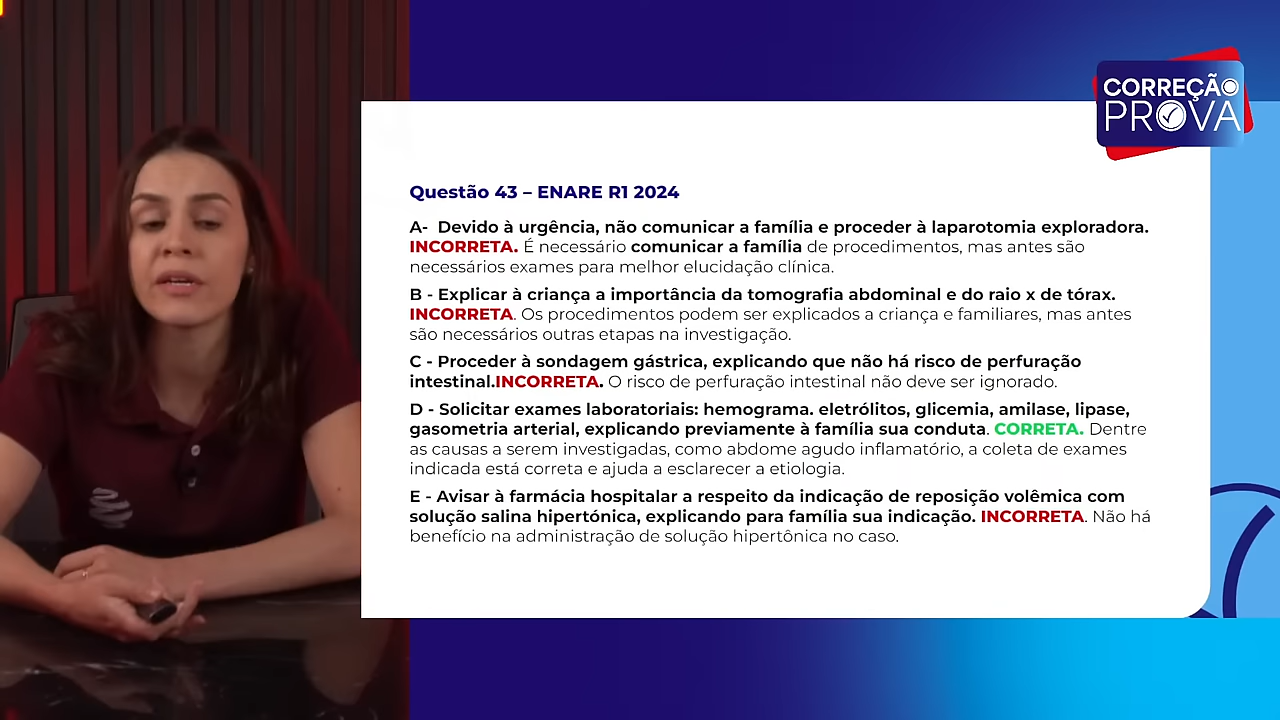 CORREÇÃO
PROVA
Questão 43 – ENARE R1 2024
A- Devido à urgência, não comunicar a família e proceder à laparotomia exploradora.
INCORRETA. É necessário comunicar a família de procedimentos, mas antes são
necessários exames para melhor elucidação clínica.
B - Explicar à criança a importância da tomografia abdominal e do raio x de tórax.
INCORRETA. Os procedimentos podem ser explicados a criança e familiares, mas antes
são necessários outras etapas na investigação.
C - Proceder à sondagem gástrica, explicando que não há risco de perfuração
intestinal.INCORRETA. O risco de perfuração intestinal não deve ser ignorado.
D - Solicitar exames laboratoriais: hemograma. eletrólitos, glicemia, amilase, lipase,
gasometria arterial, explicando previamente à família sua conduta. CORRETA. Dentre
as causas a serem investigadas, como abdome agudo inflamatório, a coleta de exames
indicada está correta e ajuda a esclarecer a etiologia.
E - Avisar à farmácia hospitalar a respeito da indicação de reposição volêmica com
solução salina hipertónica, explicando para família sua indicação. INCORRETA. Não há
benefício na administração de solução hipertônica no caso.